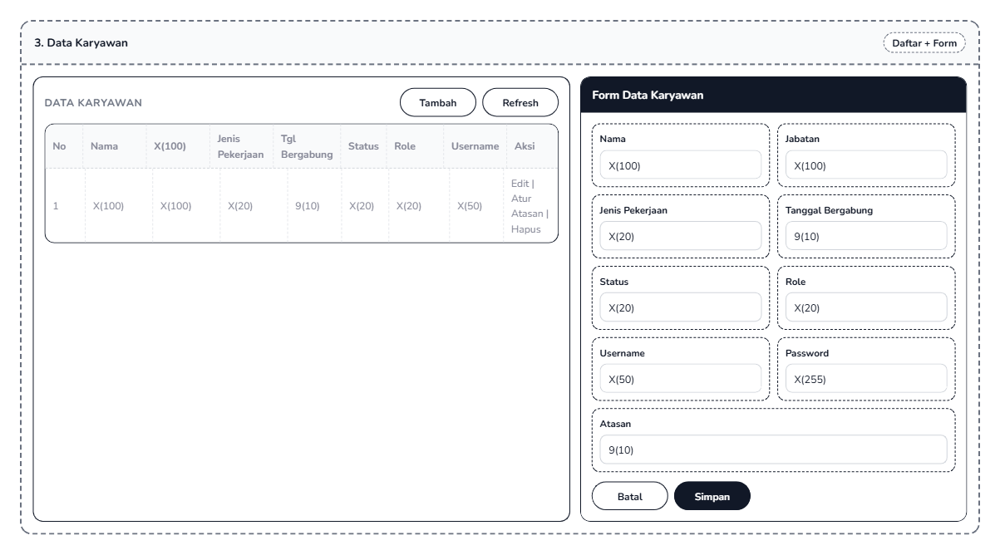 3. Data Karyawan
Daftar + Form
DATA KARYAWAN
Tambah
Refresh
No
Nama
X(100)
Jenis
Pekerjaan
Tgl
Bergabung
Status
Role
Username
Aksi
1
X(100)
X(100)
X(20)
9(10)
X(20)
X(20)
X(50)
Edit |
Atur
Atasan |
Hapus
Form Data Karyawan
Nama
X(100)
Jabatan
X(100)
Jenis Pekerjaan
X(20)
Tanggal Bergabung
9(10)
Status
X(20)
Role
X(20)
Username
X(50)
Password
X(255)
Atasan
9(10)
Batal
Simpan